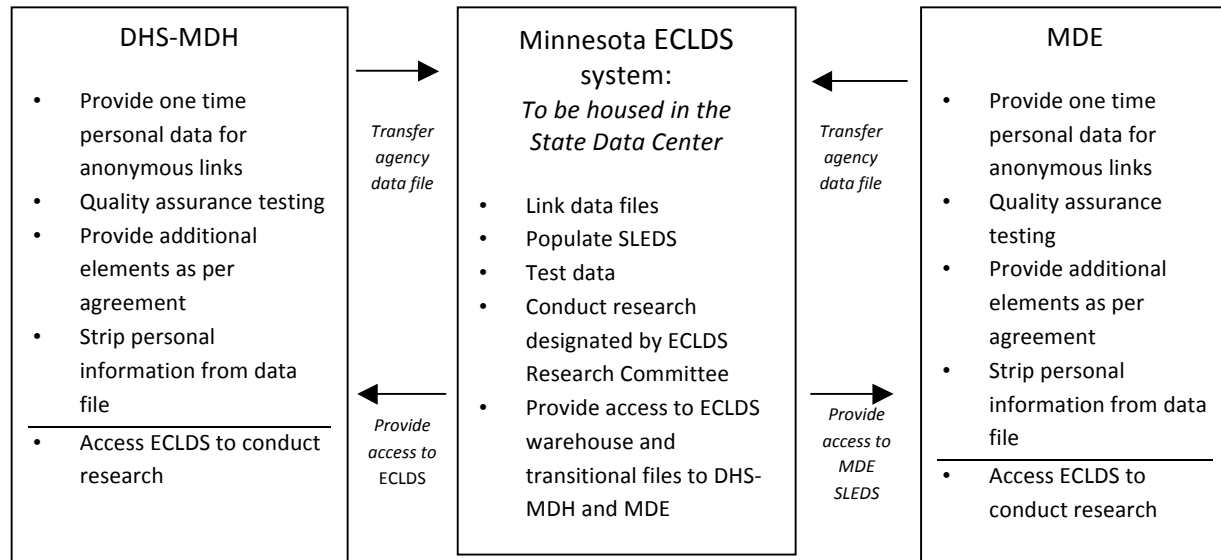 DHS-MDH
• Provide one time
personal data for
anonymous links
• Quality assurance testing
• Provide additional
elements as per
agreement
• Strip personal
information from data
file
• Access ECLDS to conduct
research
Transfer
agency
data file
Provide
access to
ECLDS
Minnesota ECLDS
system:
To be housed in the
State Data Center
• Link data files
• Populate SLEDS
• Test data
• Conduct research
designated by ECLDS
Research Committee
• Provide access to ECLDS
warehouse and
transitional files to DHS-
MDH and MDE
Transfer
agency
data file
Provide
access to
MDE
SLEDS
MDE
• Provide one time
personal data for
anonymous links
• Quality assurance
testing
• Provide additional
elements as per
agreement
• Strip personal
information from data
file
• Access ECLDS to
conduct research